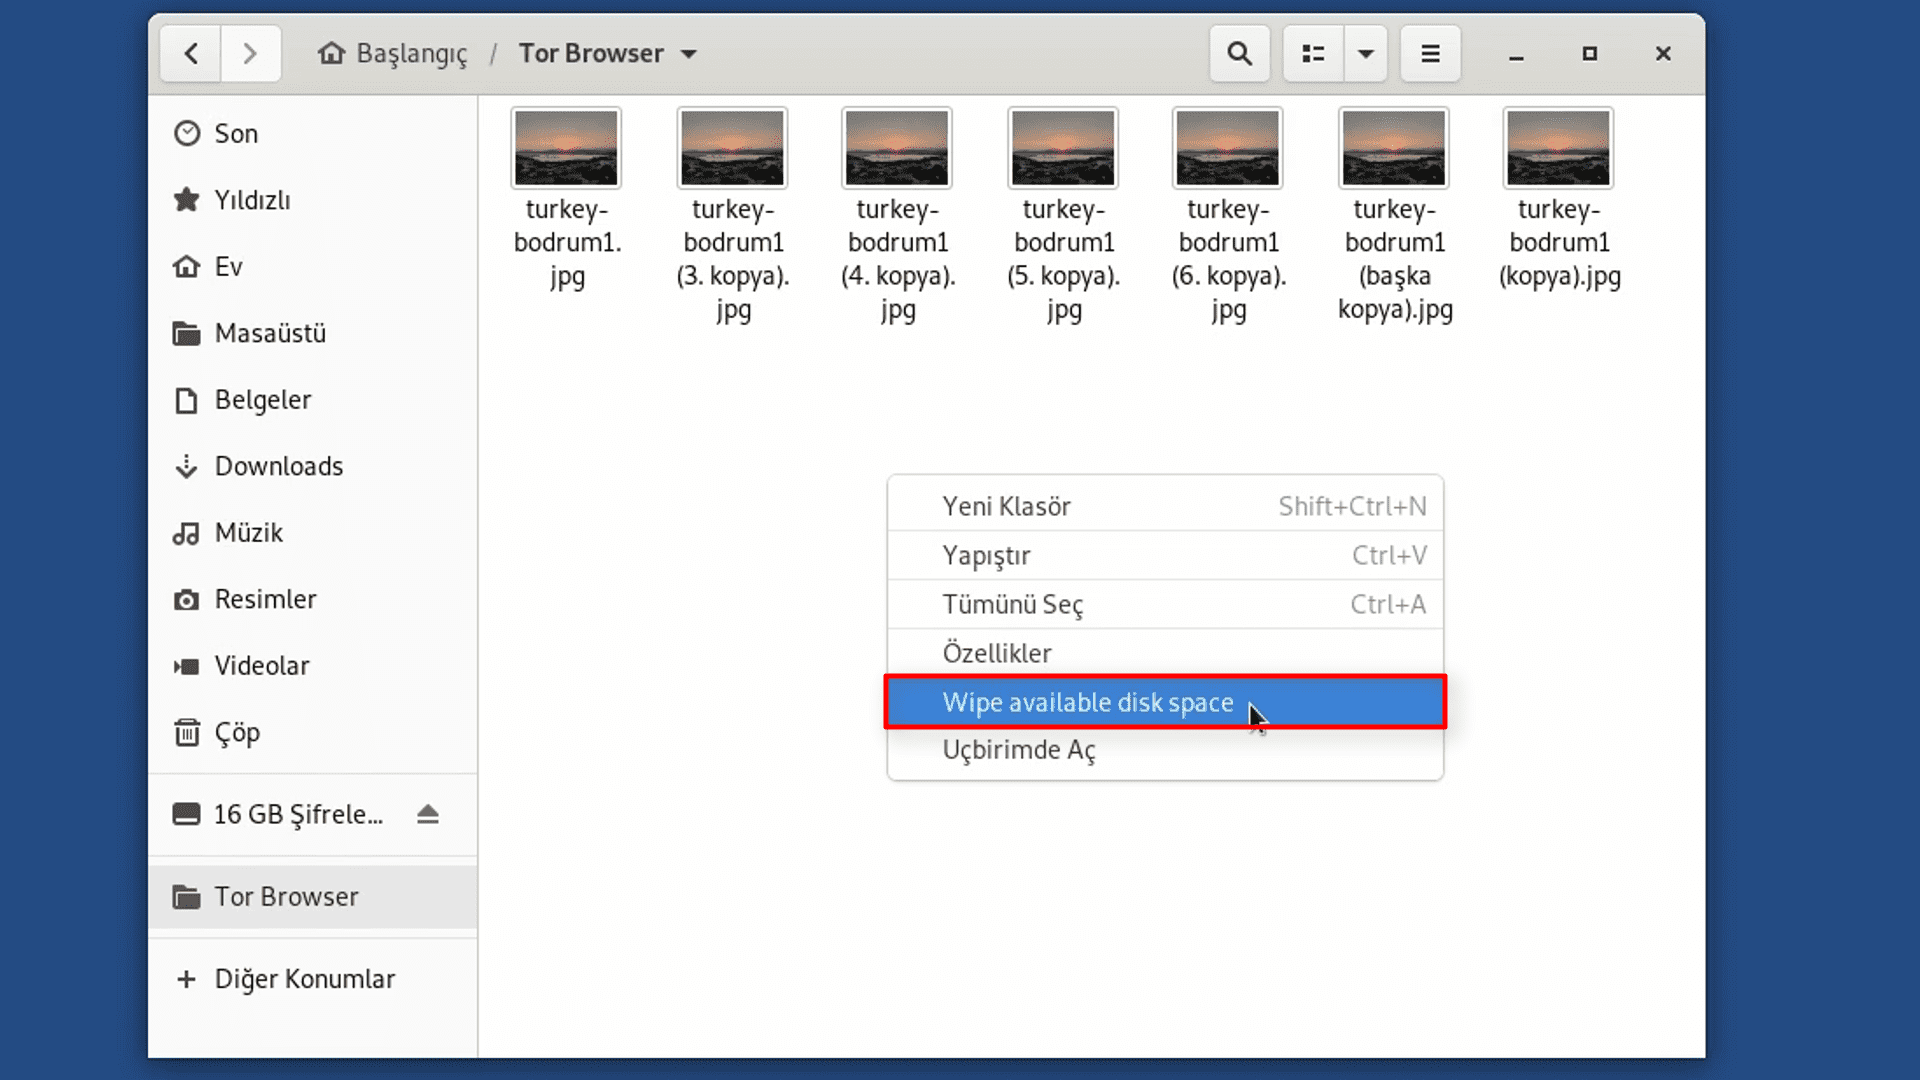 Başlangıç / Tor Browser
Son
Yıldızlı
Ev
Masaüstü
Belgeler
Downloads
Müzik
Resimler
Videolar
Çöp
16 GB Şifrele...
Tor Browser
+ Diğer Konumlar
turkey-
bodrum1.
jpg
turkey-
bodrum1
(3. kopya).
jpg
turkey-
bodrum1
(4. kopya).
jpg
turkey-
bodrum1
(5. kopya).
jpg
turkey-
bodrum1
(6. kopya).
jpg
turkey-
bodrum1
(başka
kopya).jpg
turkey-
bodrum1
(kopya).jpg
Yeni Klasör Shift+Ctrl+N
Yapıştır Ctrl+V
Tümünü Seç Ctrl+A
Özellikler
Wipe available disk space
Uçbirimde Aç